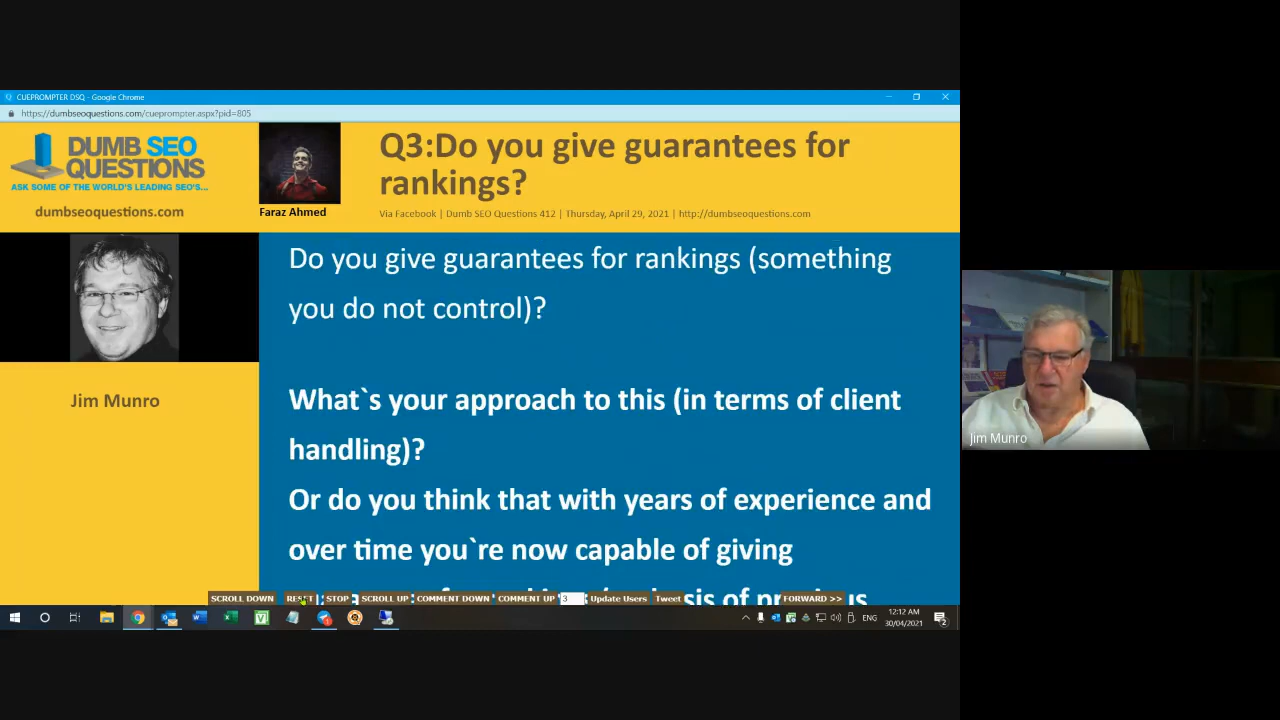 CUEPROMPTER DSQ - Google Chrome
https://dumbseoquestions.com/cueprompter.aspx?pid=805
DUMB SEO
QUESTIONS
ASK SOME OF THE WORLD'S LEADING SEO'S...
dumbseoquestions.com
Faraz Ahmed
Q3:Do you give guarantees for
rankings?
Via Facebook | Dumb SEO Questions 412 | Thursday, April 29, 2021 | http://dumbseoquestions.com
Jim Munro
Do you give guarantees for rankings (something
you do not control)?
What`s your approach to this (in terms of client
handling)?
Or do you think that with years of experience and
over time you`re now capable of giving
sis of
SCROLL DOWN RESET STOP SCROLL UP COMMENT DOWN COMMENT UP 3 Update Users Tweet FORWARD >>
ENG
12:12 AM
30/04/2021
2
Jim Munro